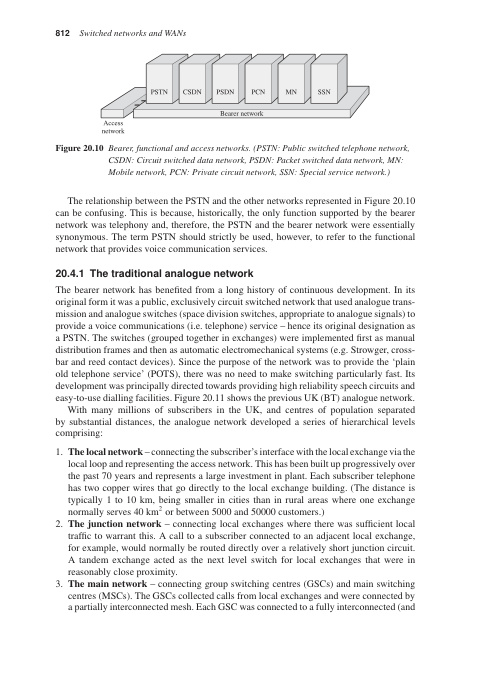 812 Switched networks and WANs
PSTN CSDN PSDN PCN MN SSN
Bearer network
Access
network
Figure 20.10 Bearer, functional and access networks. (PSTN: Public switched telephone network,
CSDN: Circuit switched data network, PSDN: Packet switched data network, MN:
Mobile network, PCN: Private circuit network, SSN: Special service network.)
The relationship between the PSTN and the other networks represented in Figure 20.10
can be confusing. This is because, historically, the only function supported by the bearer
network was telephony and, therefore, the PSTN and the bearer network were essentially
synonymous. The term PSTN should strictly be used, however, to refer to the functional
network that provides voice communication services.
20.4.1 The traditional analogue network
The bearer network has benefited from a long history of continuous development. In its
original form it was a public, exclusively circuit switched network that used analogue trans-
mission and analogue switches (space division switches, appropriate to analogue signals) to
provide a voice communications (i.e. telephone) service – hence its original designation as
a PSTN. The switches (grouped together in exchanges) were implemented first as manual
distribution frames and then as automatic electromechanical systems (e.g. Strowger, cross-
bar and reed contact devices). Since the purpose of the network was to provide the ‘plain
old telephone service’ (POTS), there was no need to make switching particularly fast. Its
development was principally directed towards providing high reliability speech circuits and
easy-to-use dialling facilities. Figure 20.11 shows the previous UK (BT) analogue network.
With many millions of subscribers in the UK, and centres of population separated
by substantial distances, the analogue network developed a series of hierarchical levels
comprising:
1. The local network – connecting the subscriber’s interface with the local exchange via the
local loop and representing the access network. This has been built up progressively over
the past 70 years and represents a large investment in plant. Each subscriber telephone
has two copper wires that go directly to the local exchange building. (The distance is
typically 1 to 10 km, being smaller in cities than in rural areas where one exchange
normally serves 40 km² or between 5000 and 50000 customers.)
2. The junction network – connecting local exchanges where there was sufficient local
traffic to warrant this. A call to a subscriber connected to an adjacent local exchange,
for example, would normally be routed directly over a relatively short junction circuit.
A tandem exchange acted as the next level switch for local exchanges that were in
reasonably close proximity.
3. The main network – connecting group switching centres (GSCs) and main switching
centres (MSCs). The GSCs collected calls from local exchanges and were connected by
a partially interconnected mesh. Each GSC was connected to a fully interconnected (and